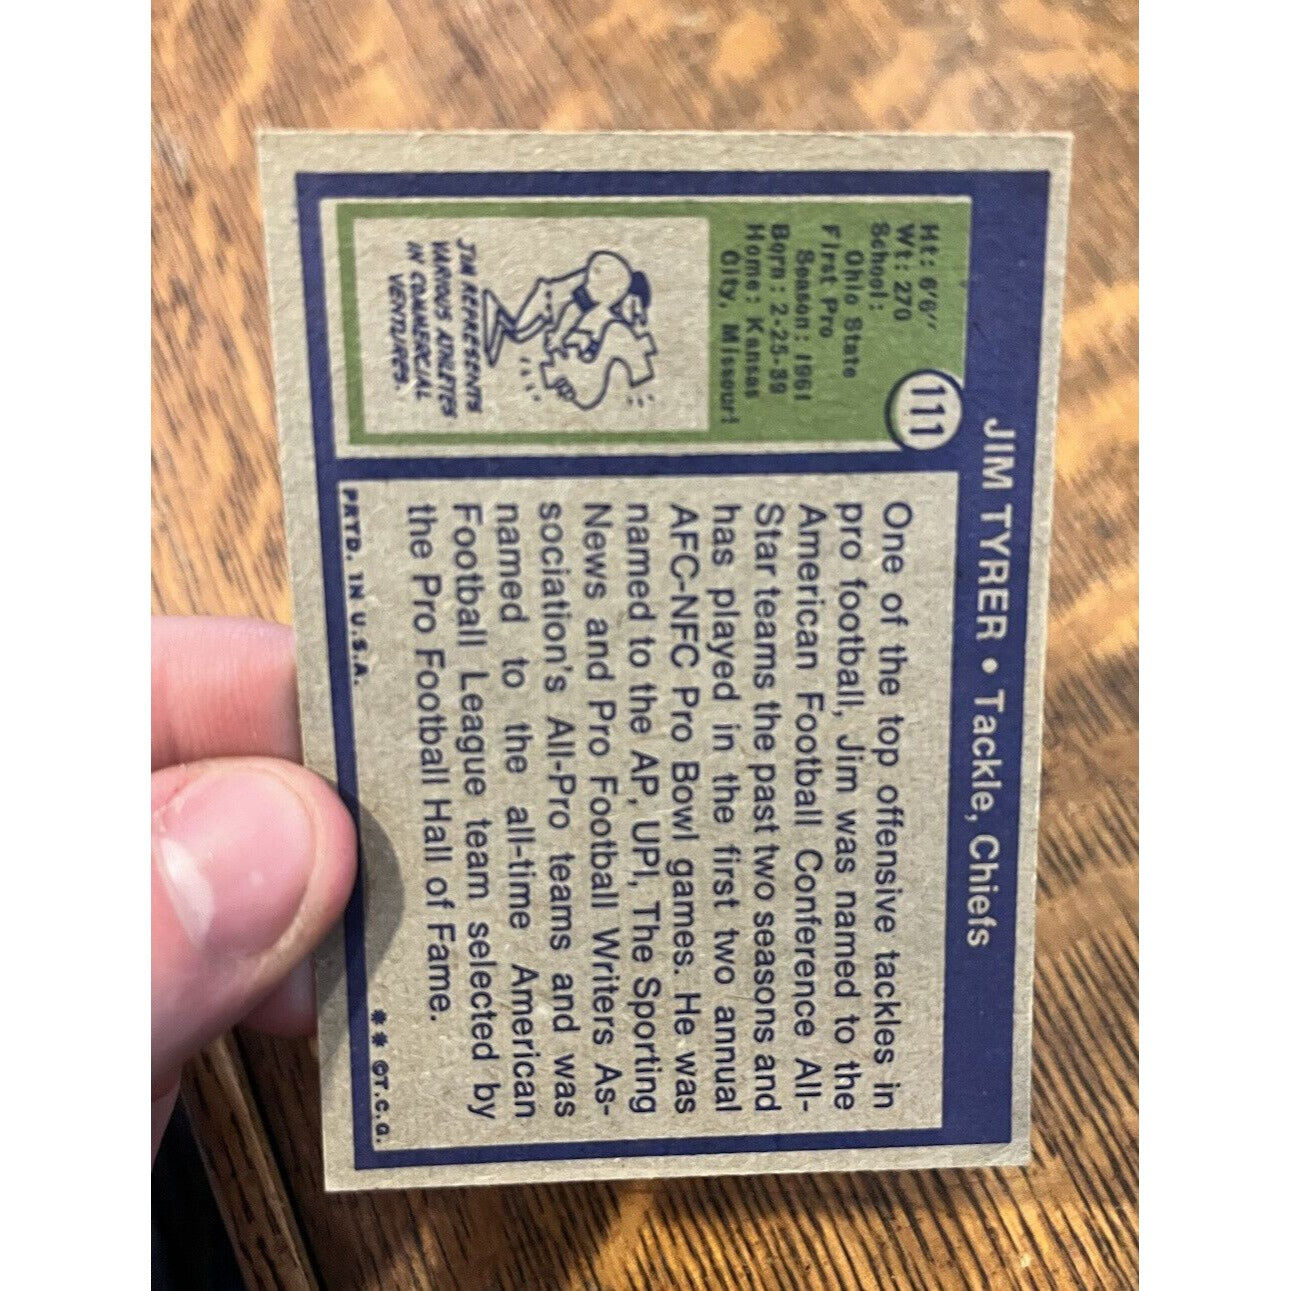 JIM TYRER • Tackle, Chiefs
111
Ht: 6'6"
Wt: 270
School:
Ohio State
First Pro
Season: 1961
Born: 2-25-39
Home: Kansas
City, Missouri
JIM REPRESENTS
VARIOUS ATHLETES
IN COMMERCIAL
VENTURES.
One of the top offensive tackles in
pro football, Jim was named to the
American Football Conference All-
Star teams the past two seasons and
has played in the first two annual
AFC-NFC Pro Bowl games. He was
named to the AP, UPI, The Sporting
News and Pro Football Writers As-
sociation's All-Pro teams and was
named to the all-time American
Football League team selected by
the Pro Football Hall of Fame.
PRTD. IN U.S.A.
** ©T.C.G.